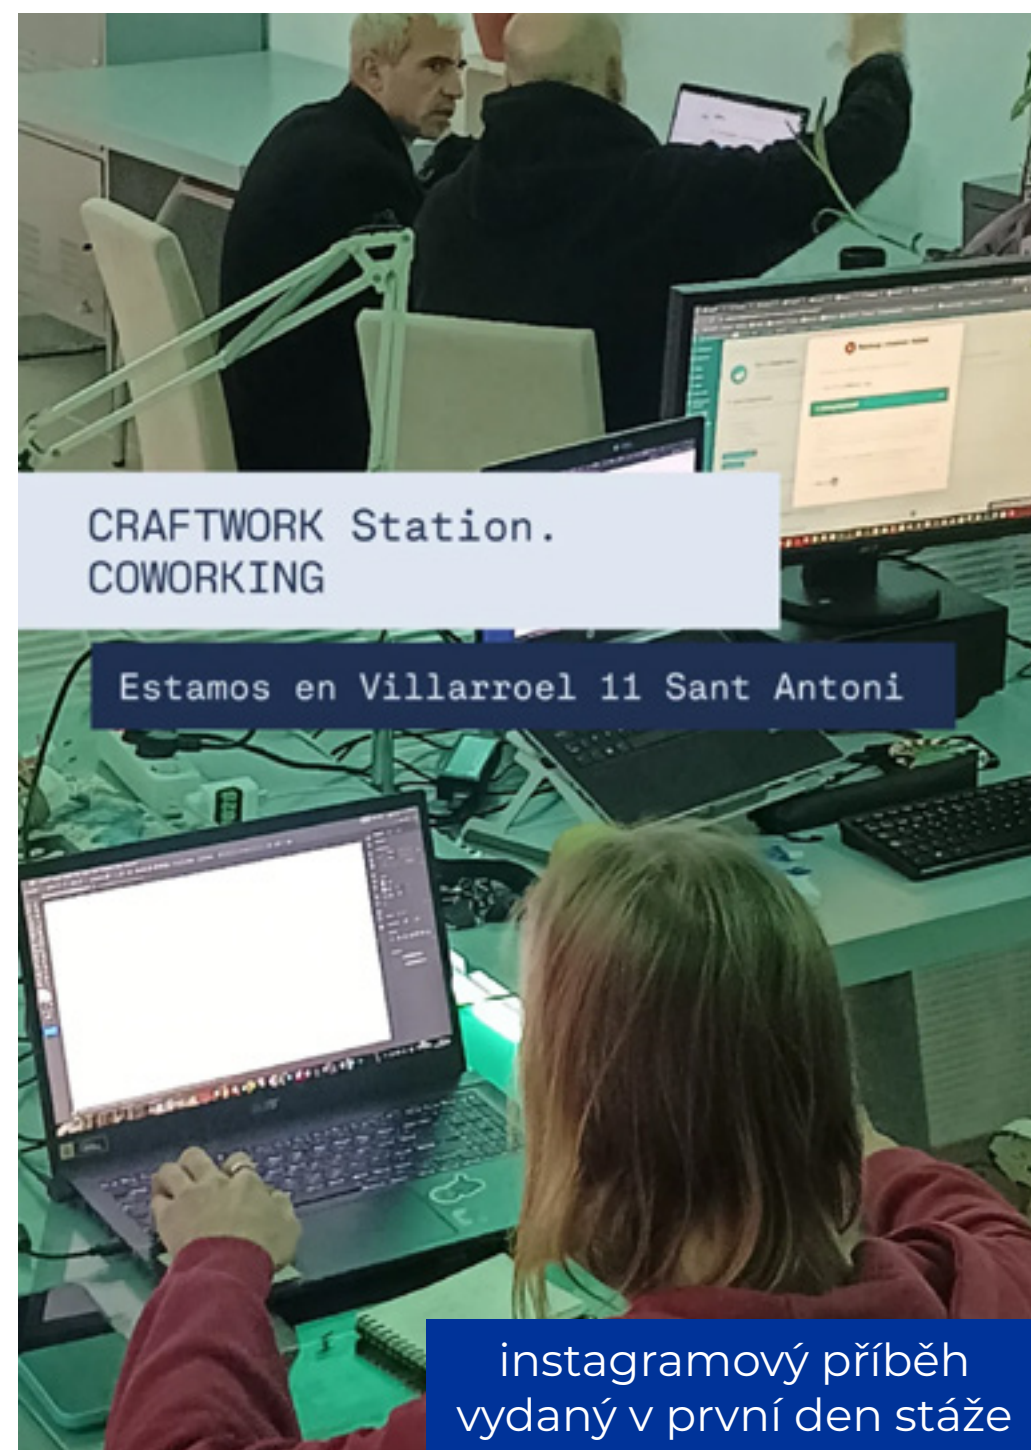 CRAFTWORK Station.
COWORKING
Estamos en Villarroel 11 Sant Antoni
instagramový příběh
vydaný v první den stáže